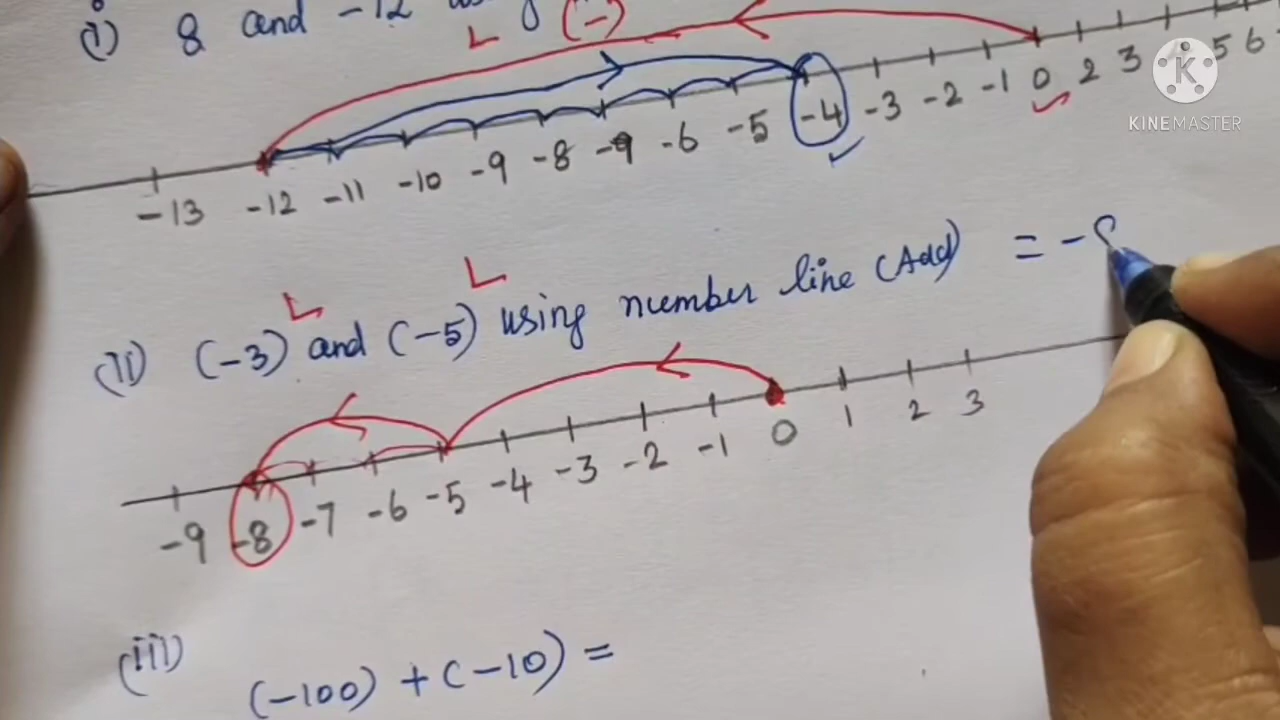 (i) 8 and -12 (-)
0 2 3 5 6
KINEMASTER
-13 -12 -11 -10 -9 -8 -9 -6 -5 -4 -3 -2 -1
(ii) (-3) and (-5) using number line (Add) = -8
-9 -8 -7 -6 -5 -4 -3 -2 -1 0 1 2 3
(iii) (-100) + (-10) =